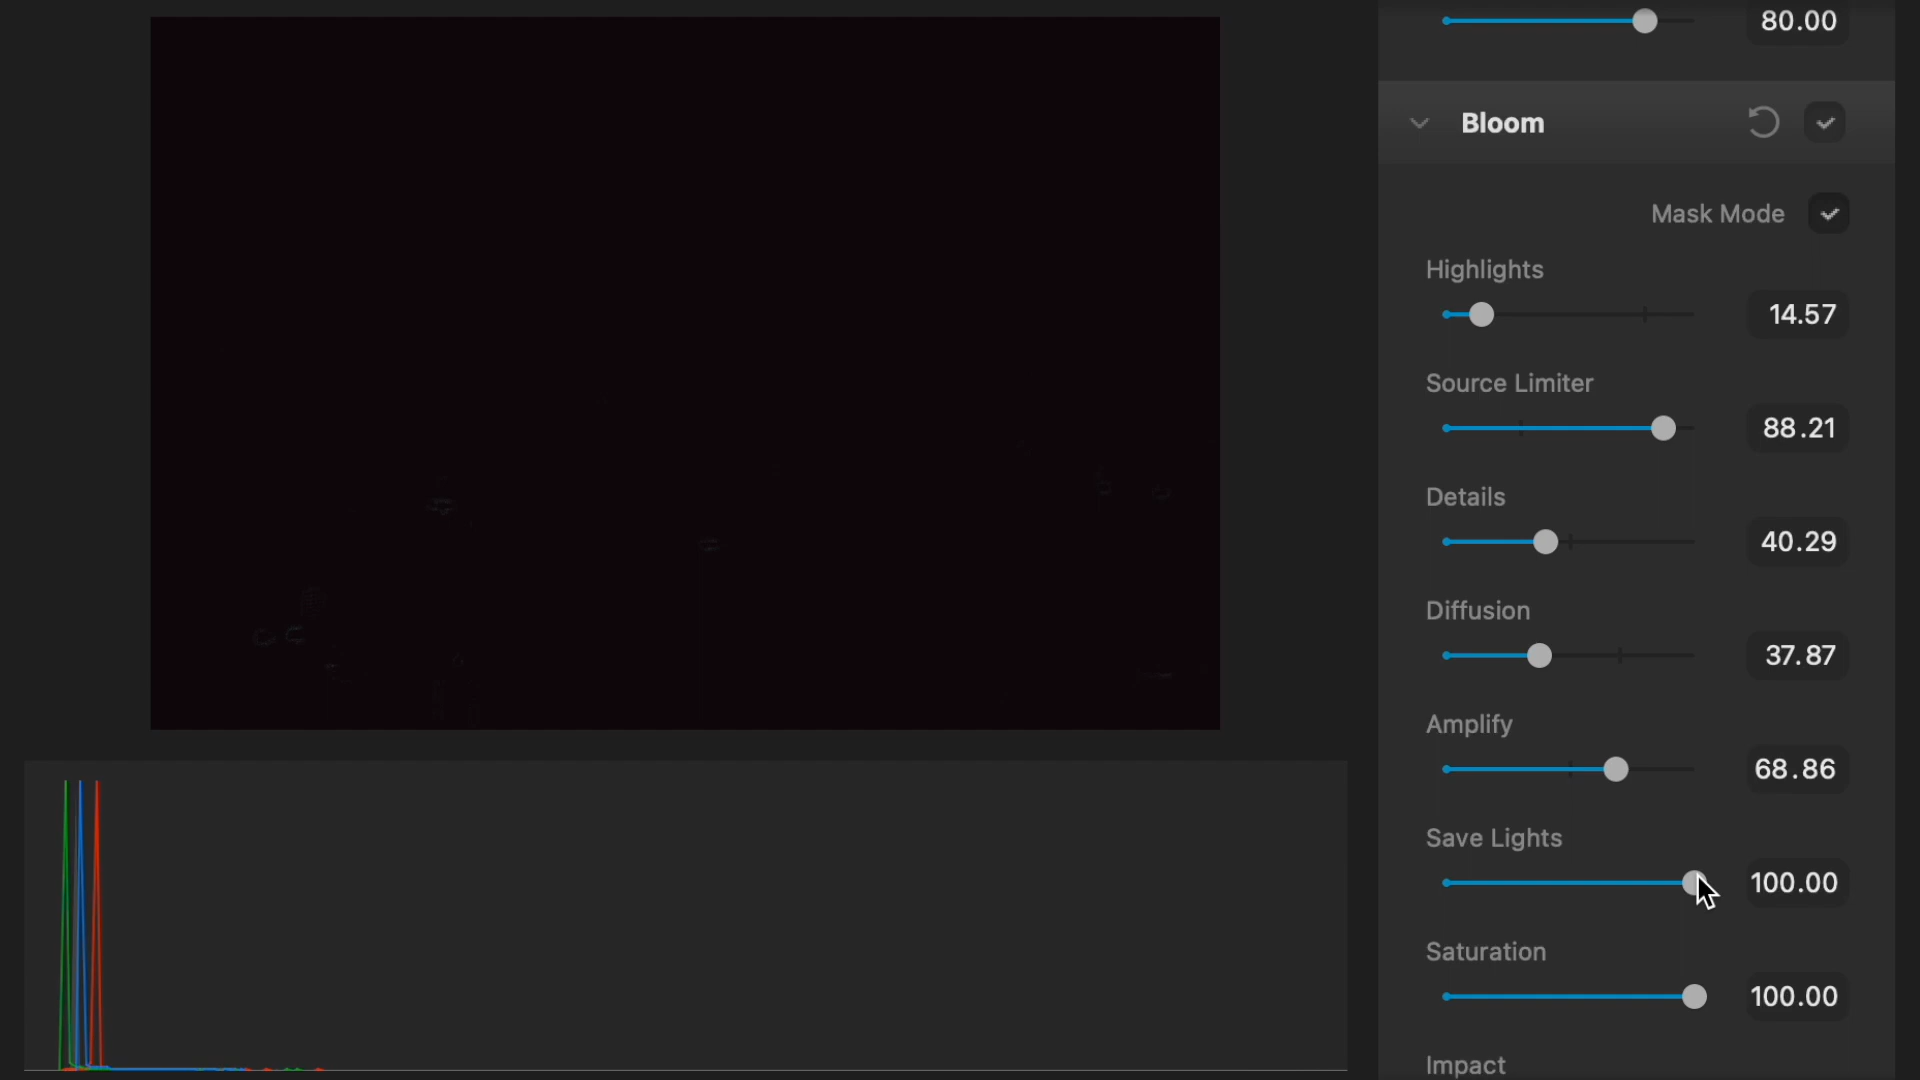 80.00
Bloom
Mask Mode
Highlights
14.57
Source Limiter
88.21
Details
40.29
Diffusion
37.87
Amplify
68.86
Save Lights
100.00
Saturation
100.00
Impact